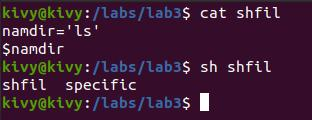 kivy@kivy:/labs/lab3$ cat shfil
namdir='ls'
$namdir
kivy@kivy:/labs/lab3$ sh shfil
shfil  specific
kivy@kivy:/labs/lab3$